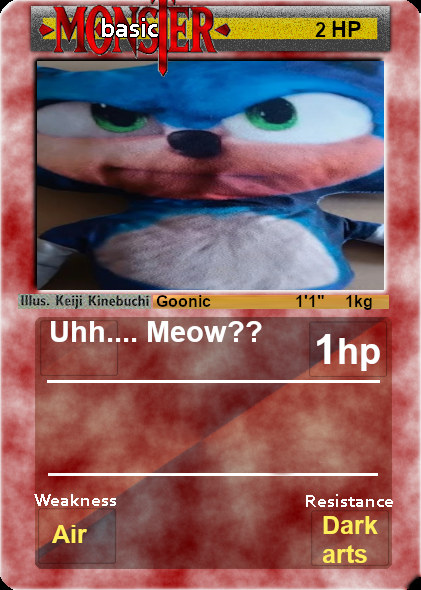 MONSTER
basic
2 HP
Illus. Keiji Kinebuchi Goonic 1'1" 1kg
Uhh.... Meow??
1hp
Weakness
Resistance
Air
Dark
arts